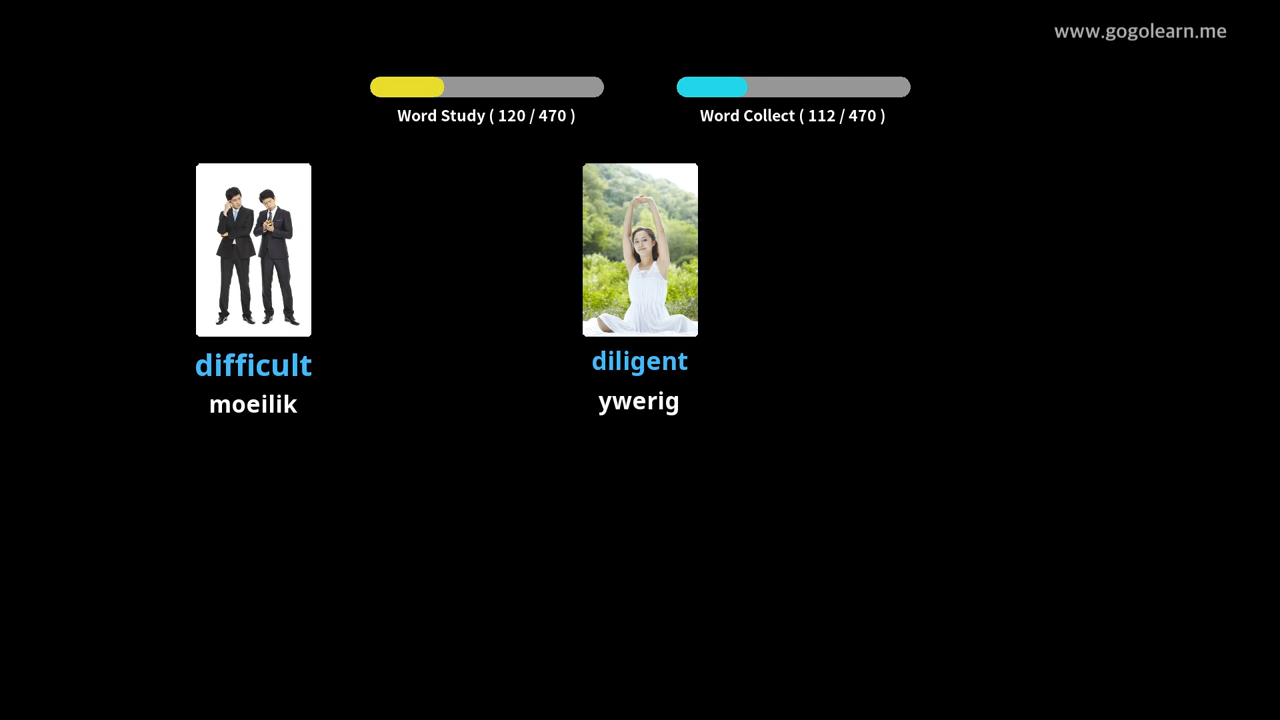 www.gogolearn.me
Word Study ( 120 / 470 )
Word Collect ( 112 / 470 )
difficult
moeilik
diligent
ywerig